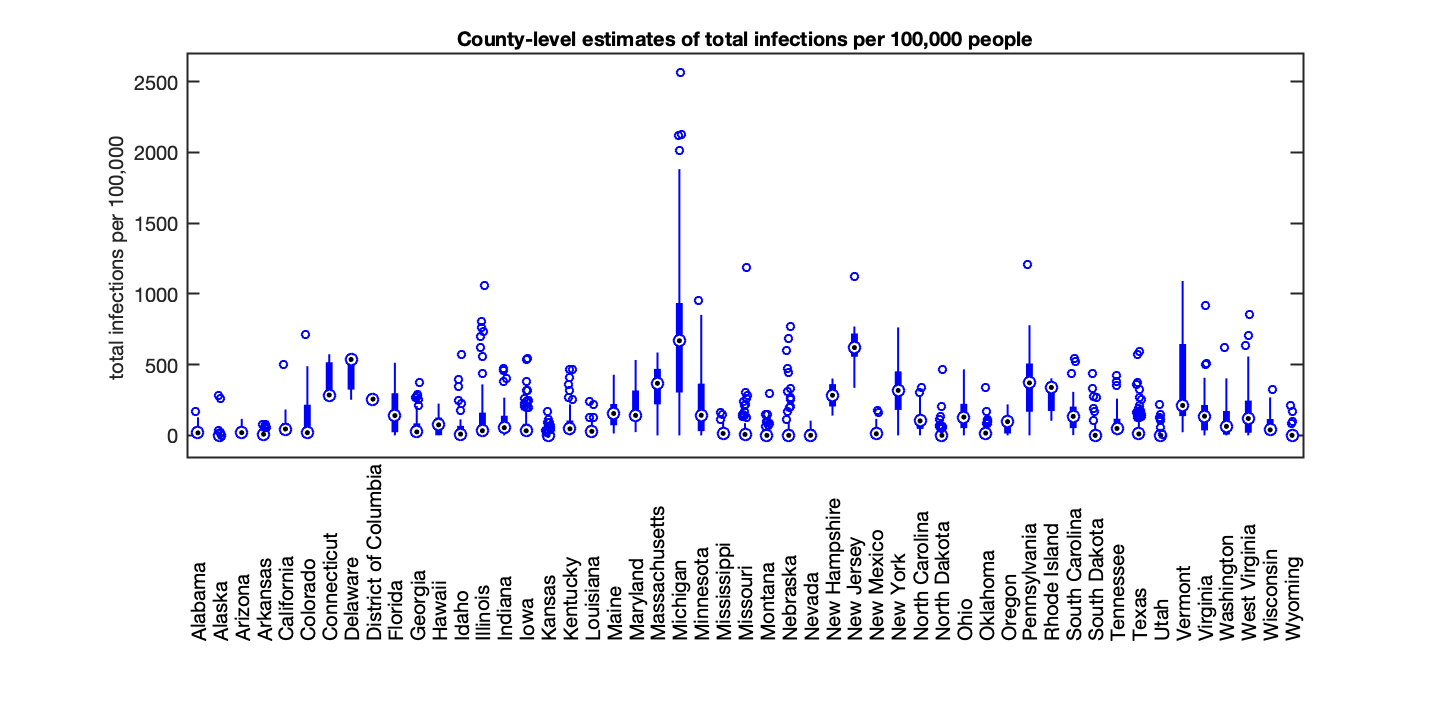 County-level estimates of total infections per 100,000 people
total infections per 100,000
2500
2000
1500
1000
500
0
Alabama
Alaska
Arizona
Arkansas
California
Colorado
Connecticut
Delaware
District of Columbia
Florida
Georgia
Hawaii
Idaho
Illinois
Indiana
Iowa
Kansas
Kentucky
Louisiana
Maine
Maryland
Massachusetts
Michigan
Minnesota
Mississippi
Missouri
Montana
Nebraska
Nevada
New Hampshire
New Jersey
New Mexico
New York
North Carolina
North Dakota
Ohio
Oklahoma
Oregon
Pennsylvania
Rhode Island
South Carolina
South Dakota
Tennessee
Texas
Utah
Vermont
Virginia
Washington
West Virginia
Wisconsin
Wyoming